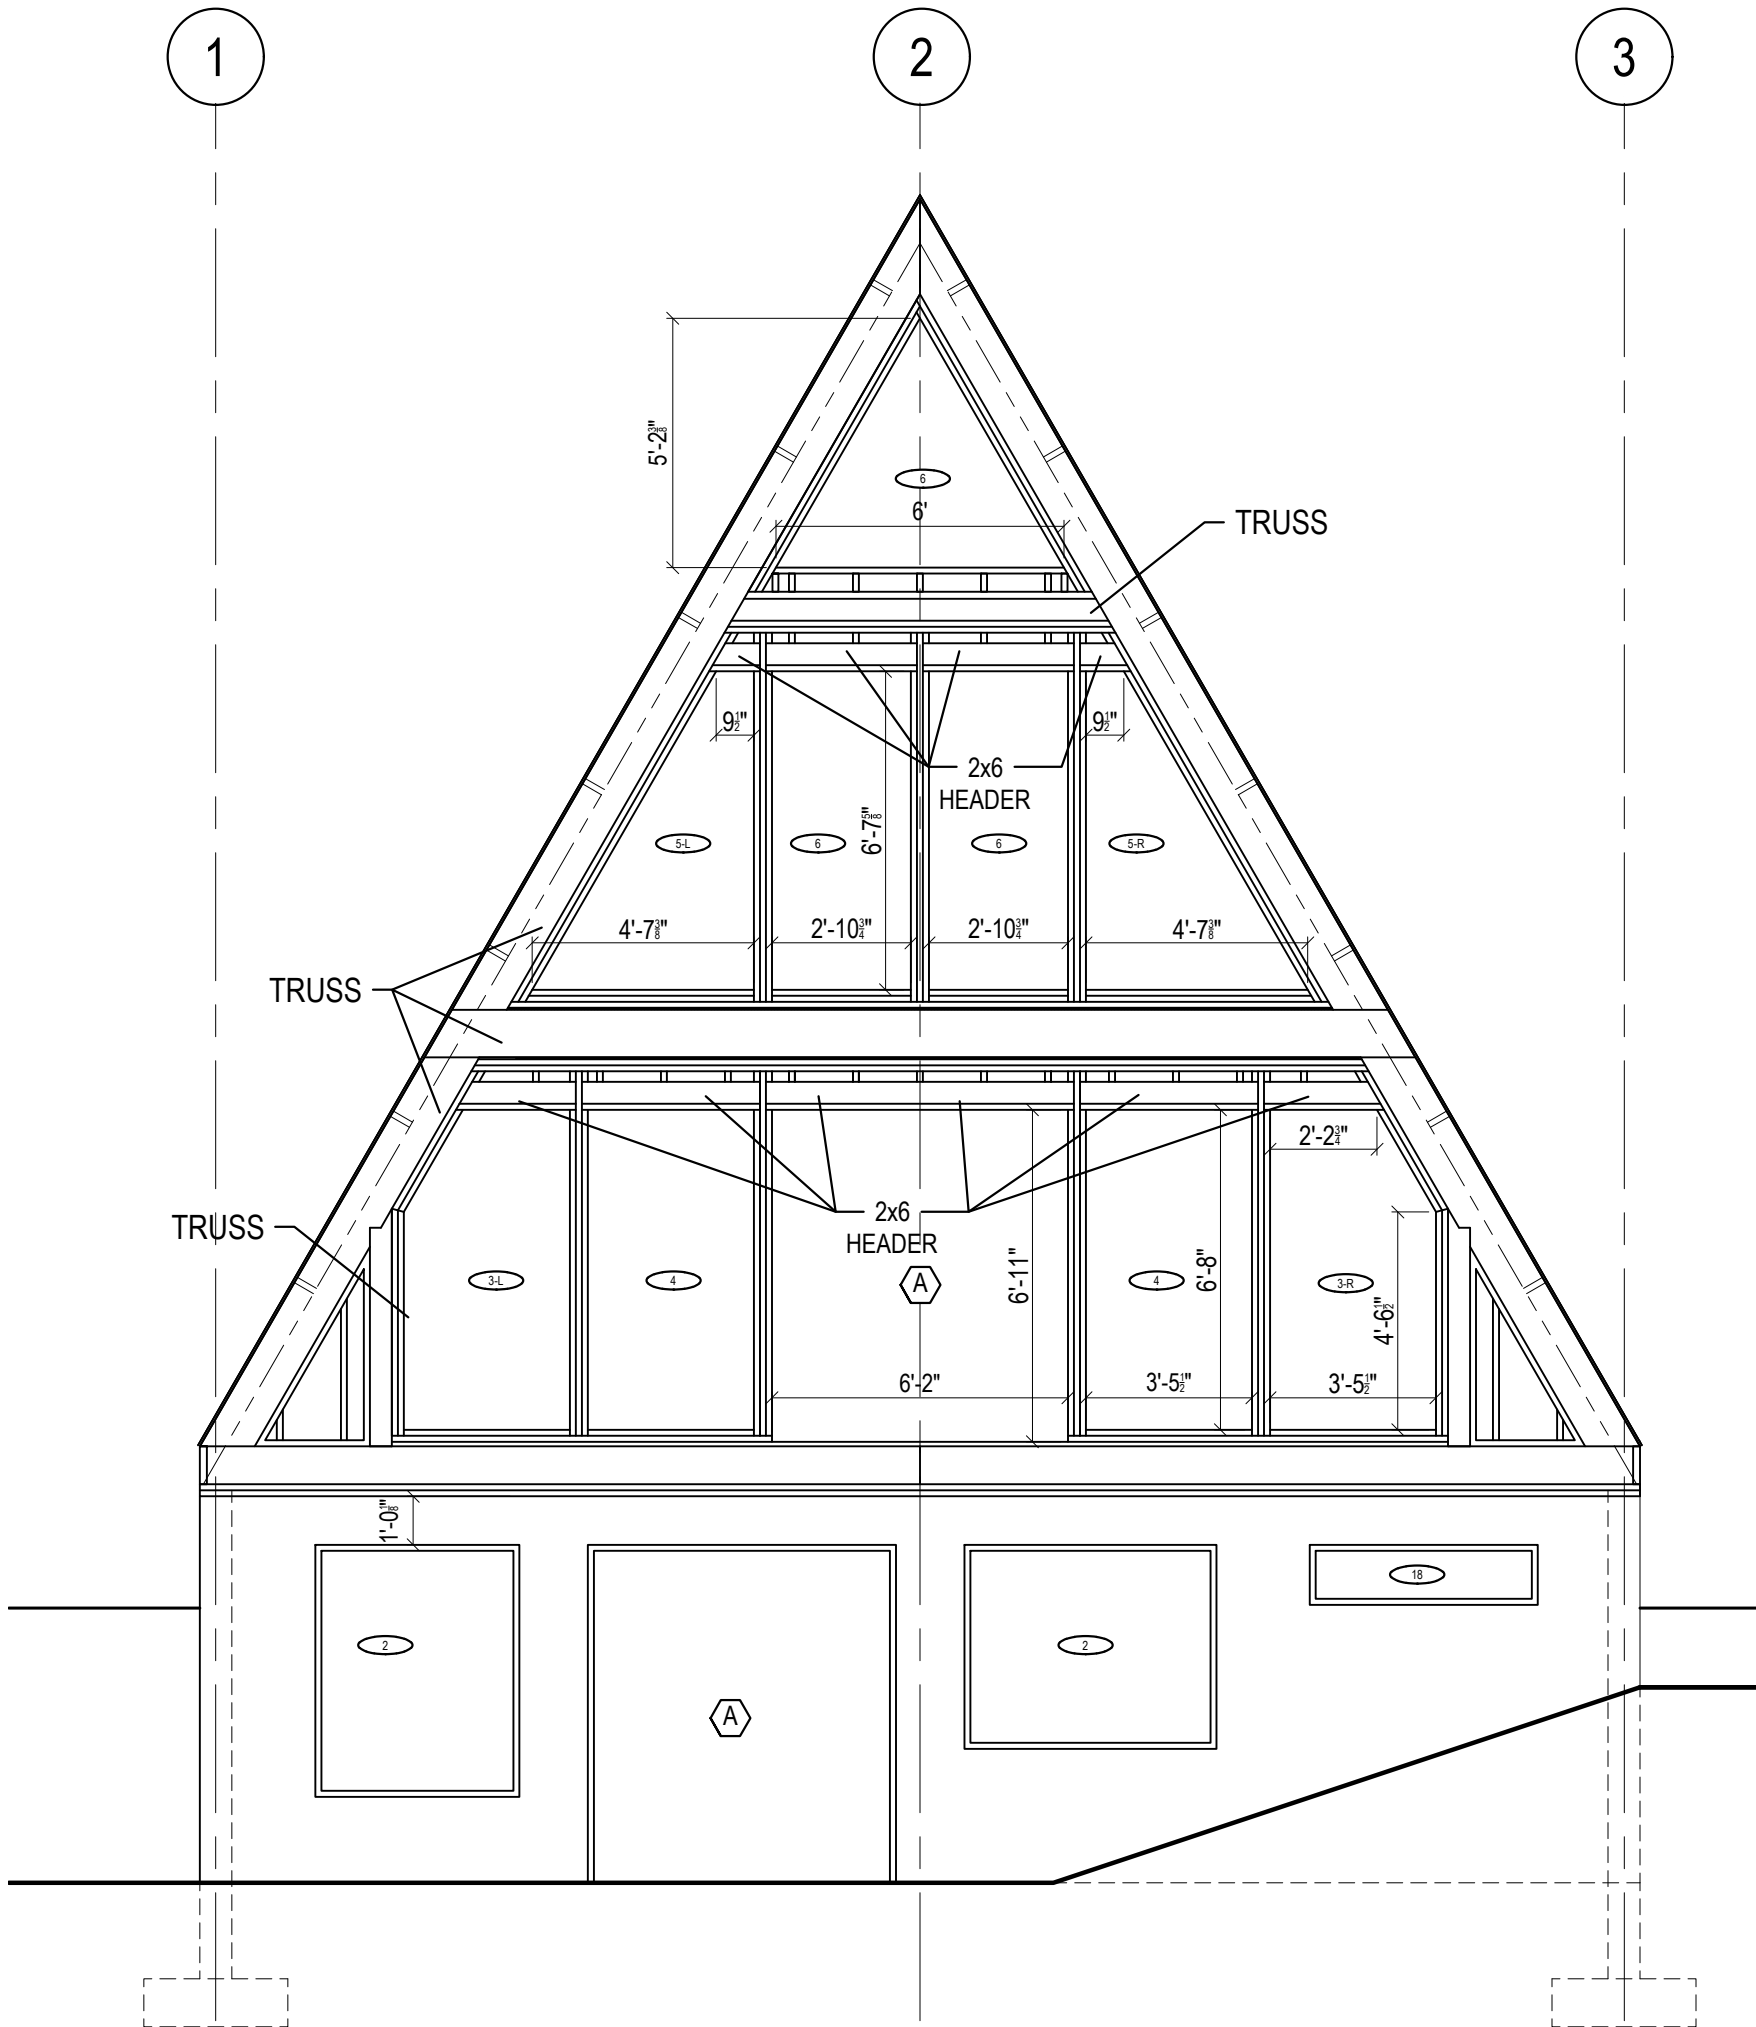 1
2
3
5'-2⅜"
6
6'
TRUSS
9½"
9½"
2x6
HEADER
6'-7⅝"
5-L
6
6
5-R
4'-7⅜"
2'-10¾"
2'-10¾"
4'-7⅜"
TRUSS
2'-2¾"
TRUSS
2x6
HEADER
3-L
4
A
6'-11"
4
6'-8"
3-R
4'-6½"
6'-2"
3'-5½"
3'-5½"
1'-0⅛"
18
2
2
A